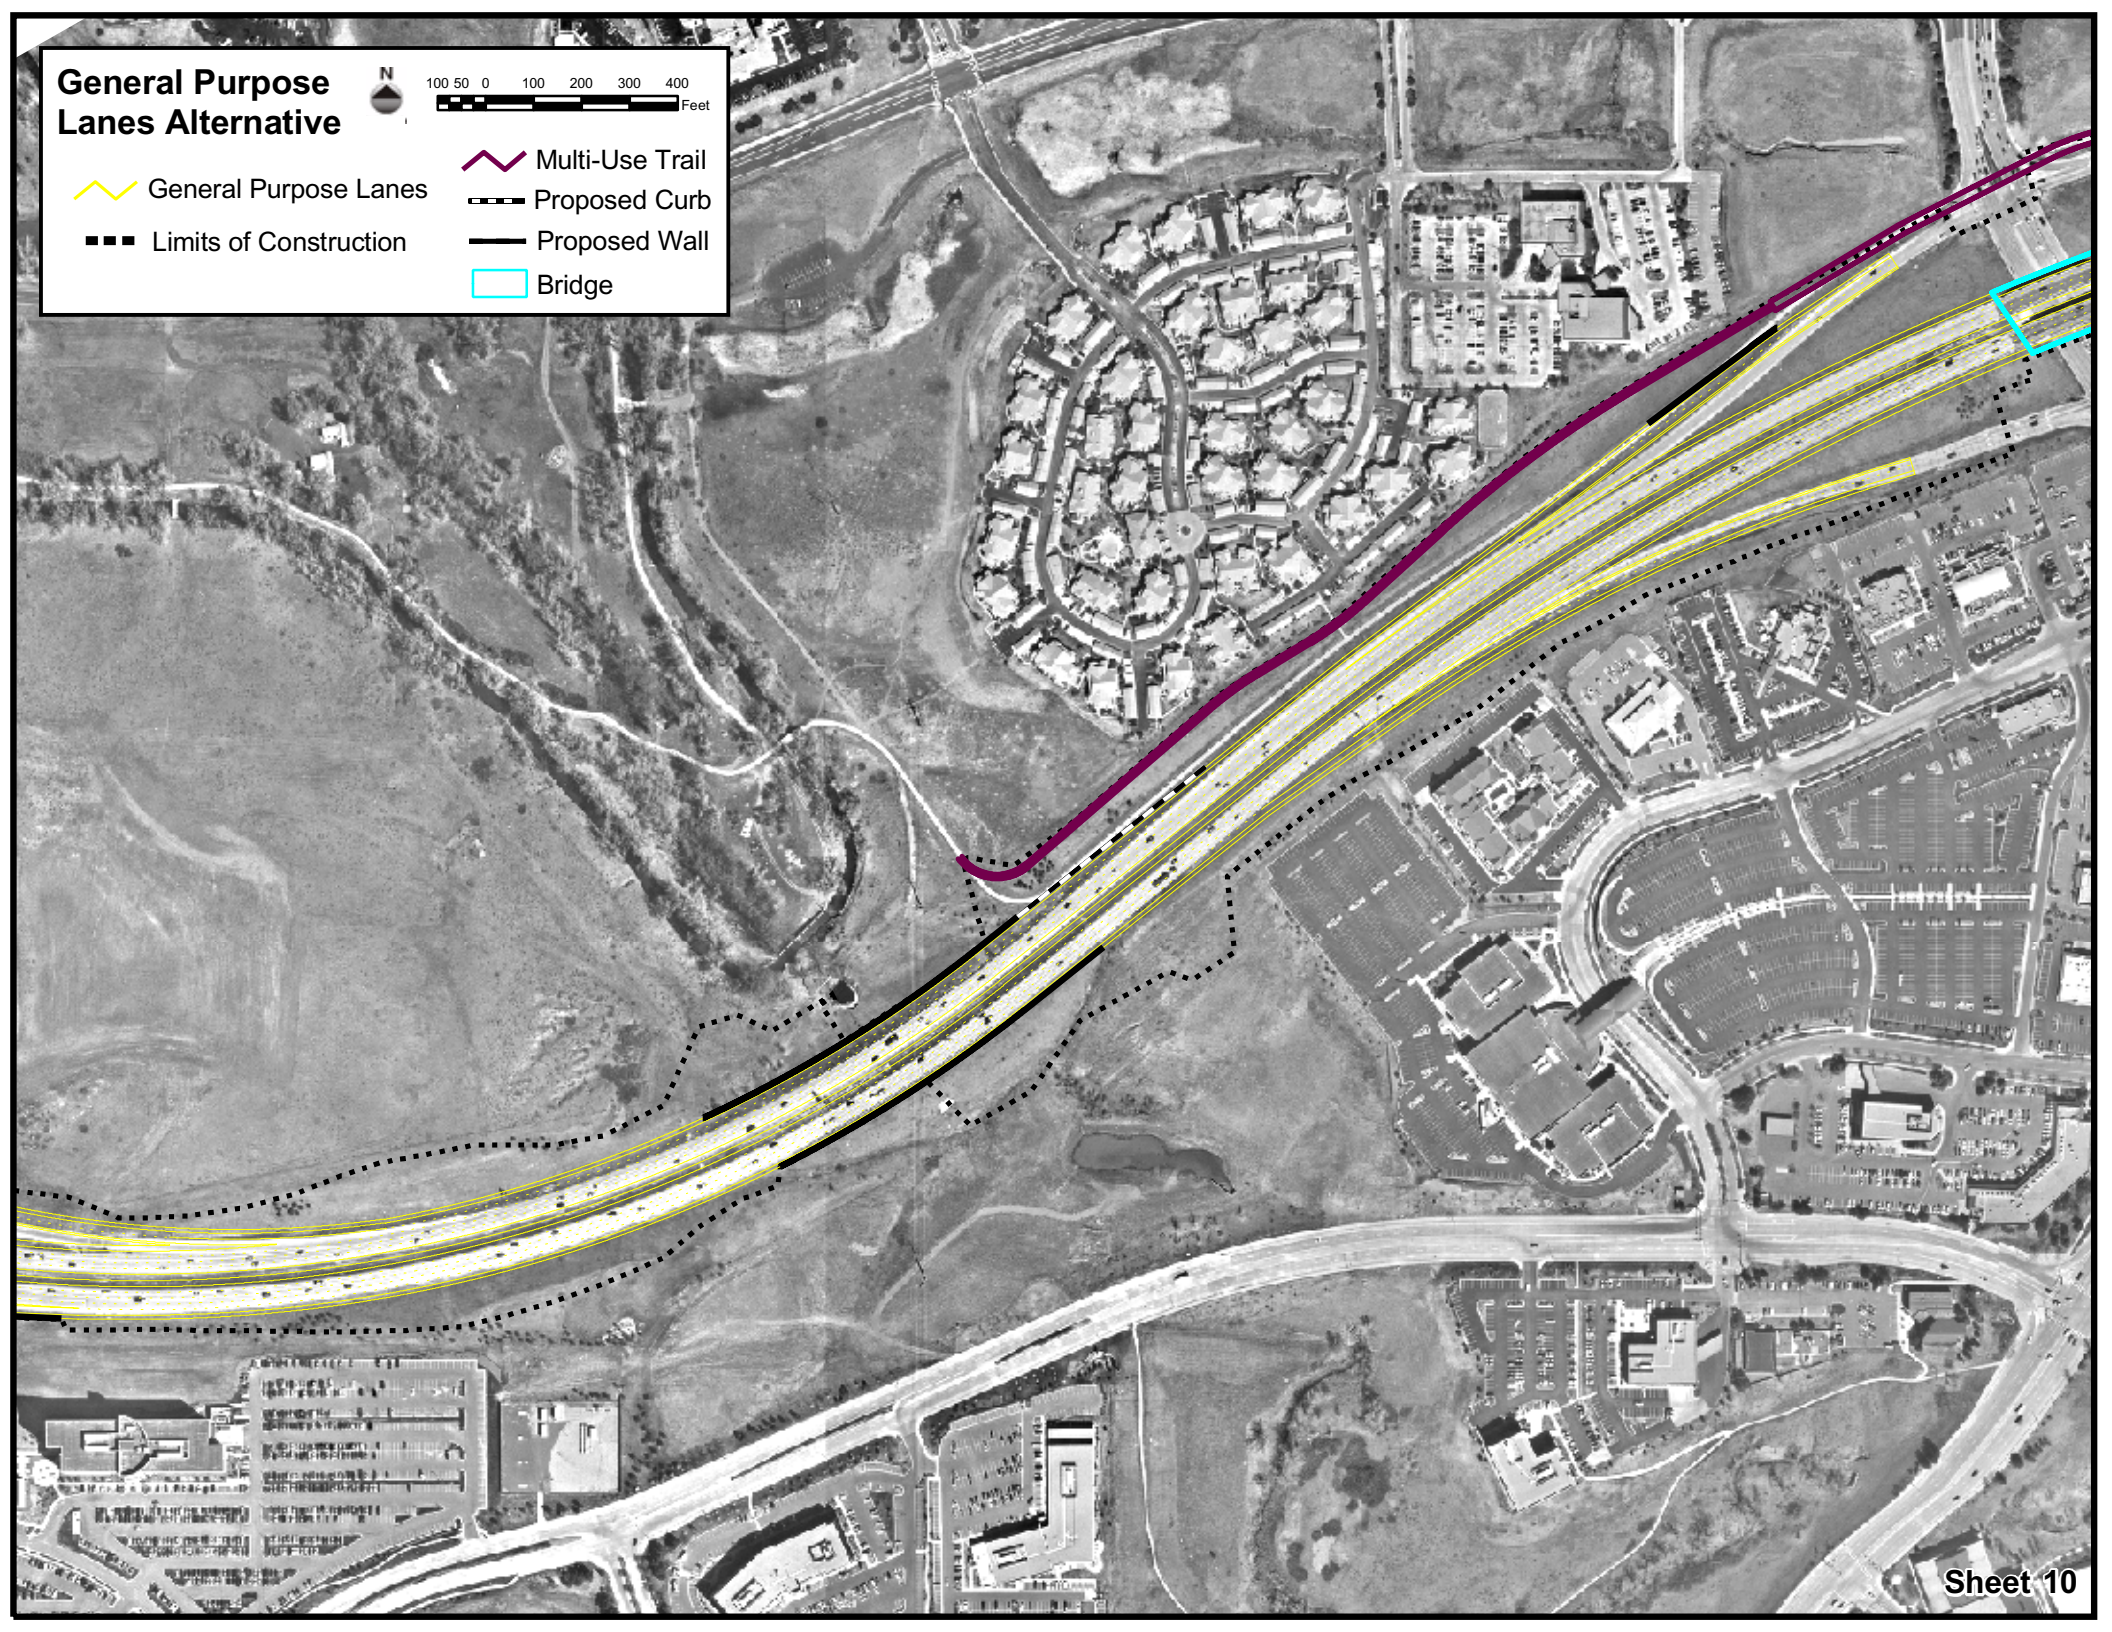 General Purpose
Lanes Alternative
N
100 50 0 100 200 300 400
Feet
General Purpose Lanes
Limits of Construction
Multi-Use Trail
Proposed Curb
Proposed Wall
Bridge
Sheet 10